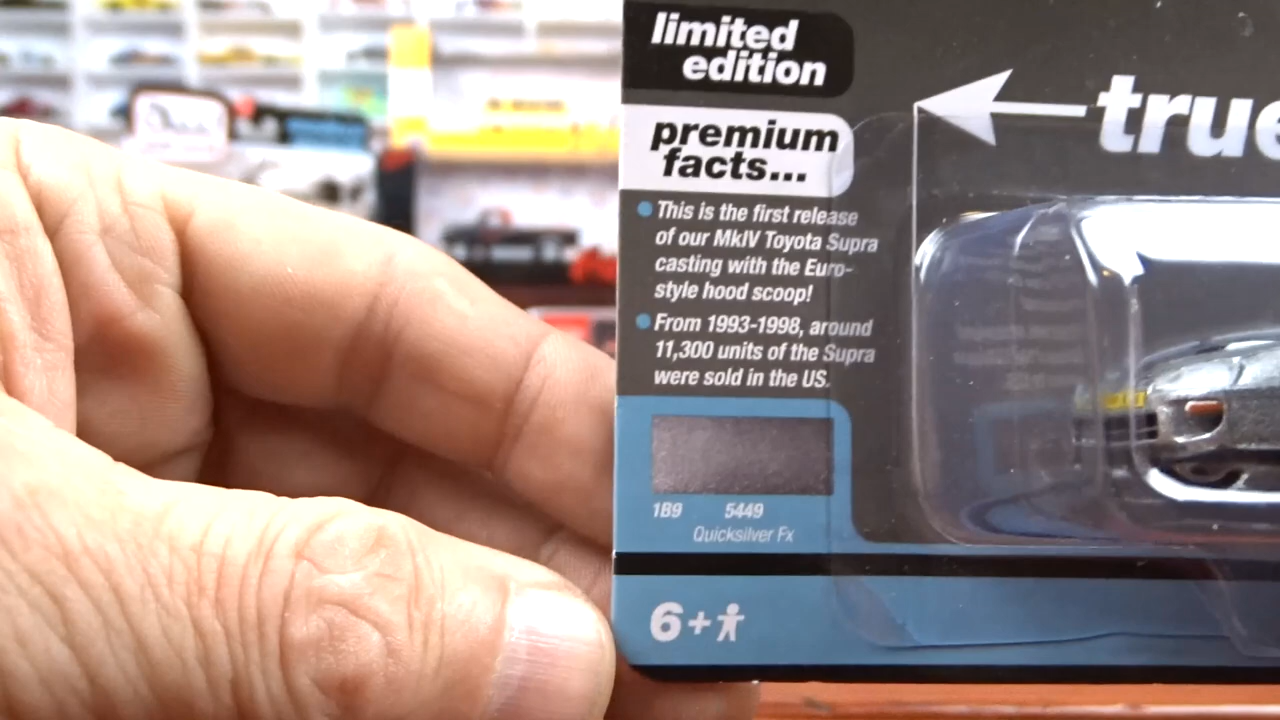 limited
edition
true
premium
facts...
This is the first release
of our MkIV Toyota Supra
casting with the Euro-
style hood scoop!
From 1993-1998, around
11,300 units of the Supra
were sold in the US.
1B9 5449
Quicksilver Fx
6+